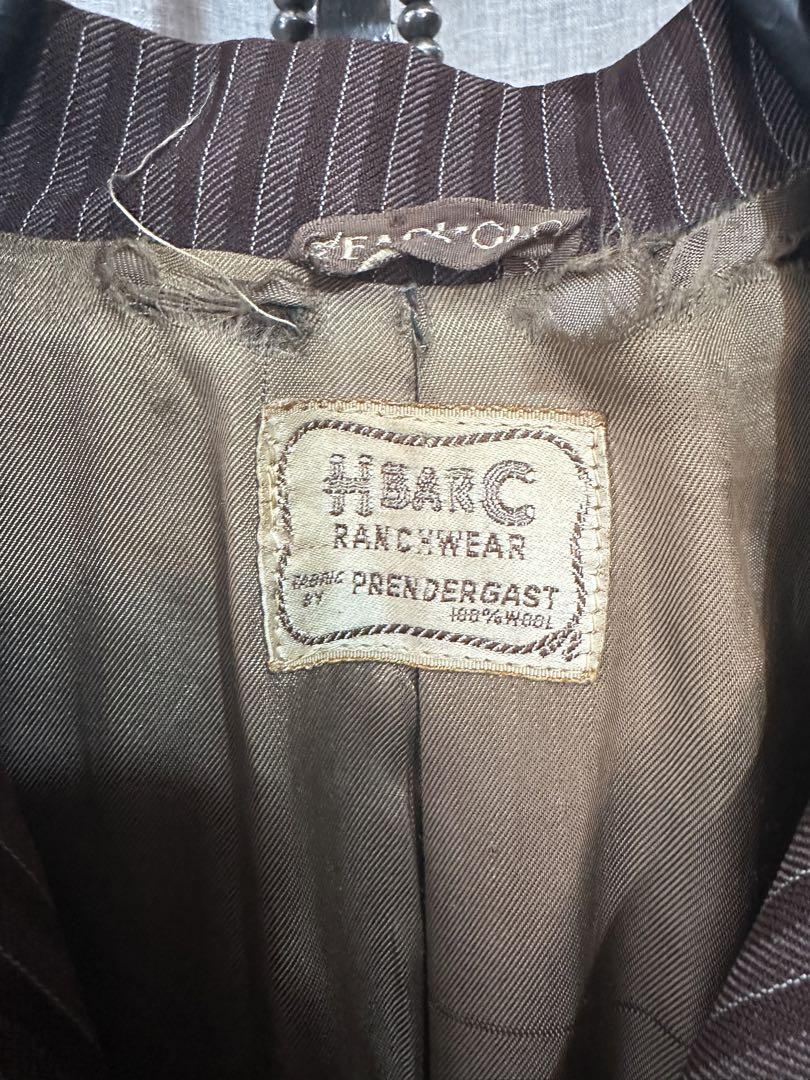 H BAR C
RANCHWEAR
FABRIC BY PRENDERGAST
100% WOOL